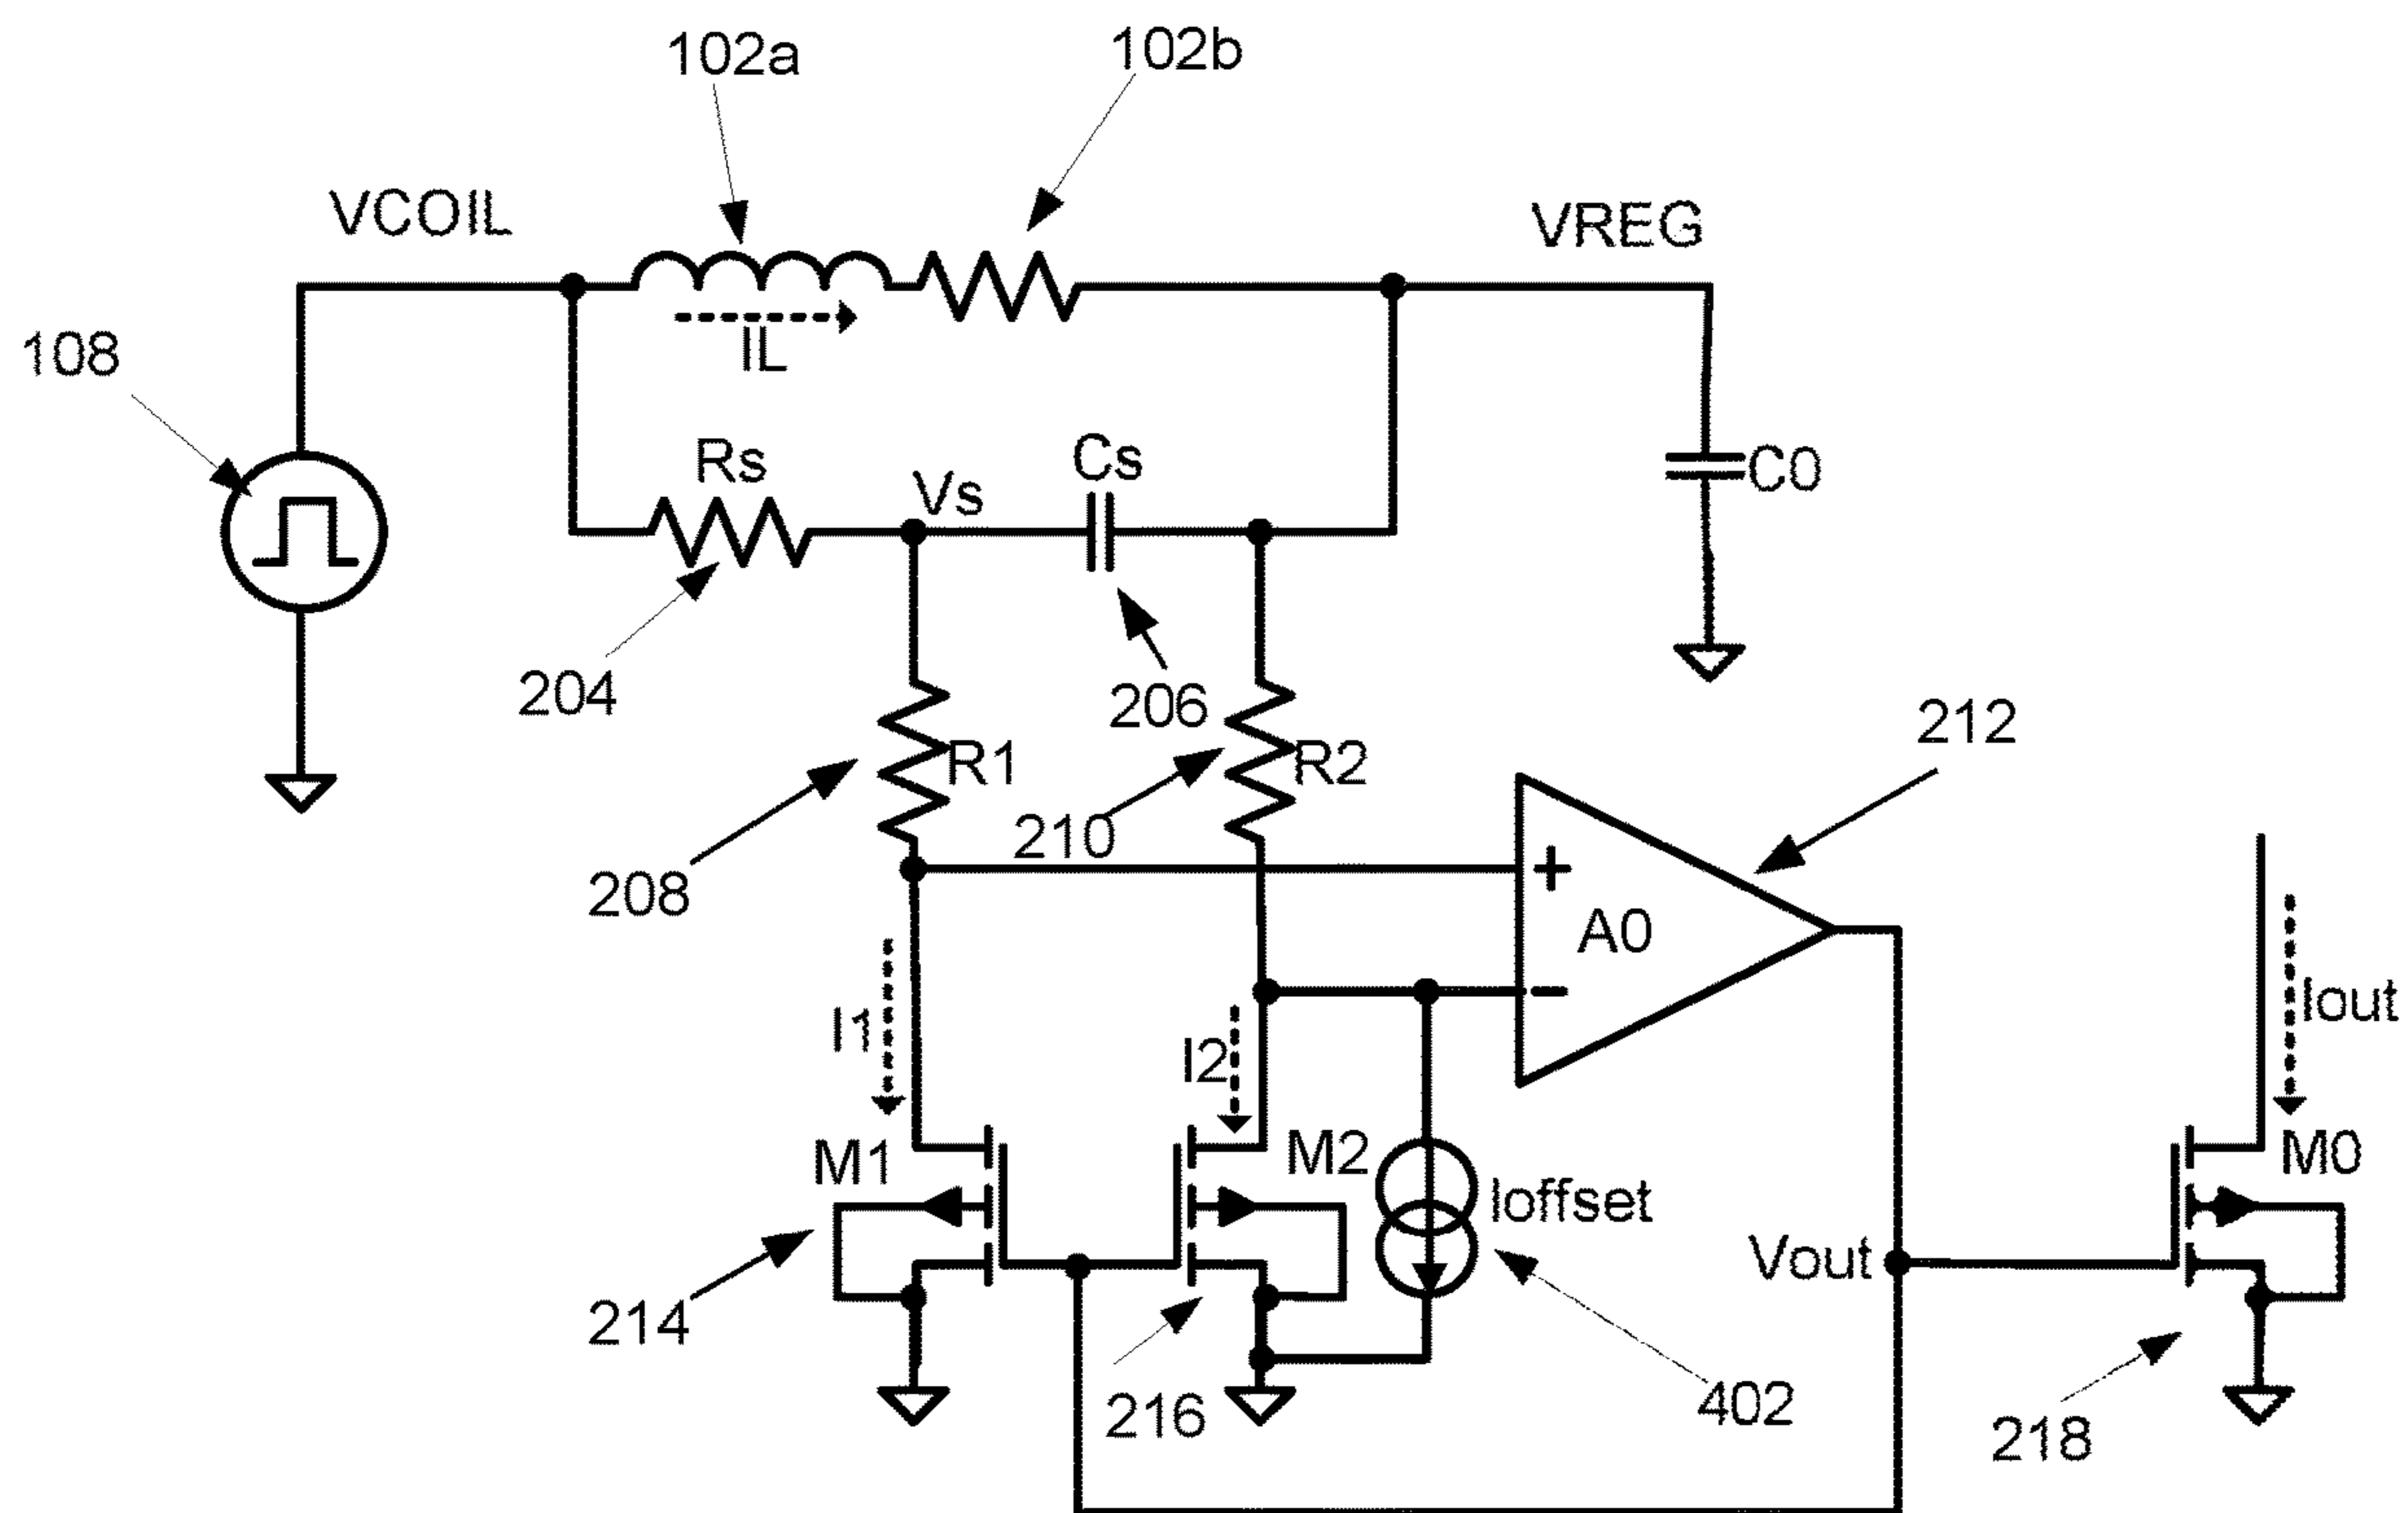 102a
102b
VCOIL
VREG
108
IL
Rs
Vs
Cs
C0
204
206
212
R1
R2
210
208
+
A0
-
Iout
I1
I2
M1
M2
M0
Ioffset
Vout
214
216
402
218